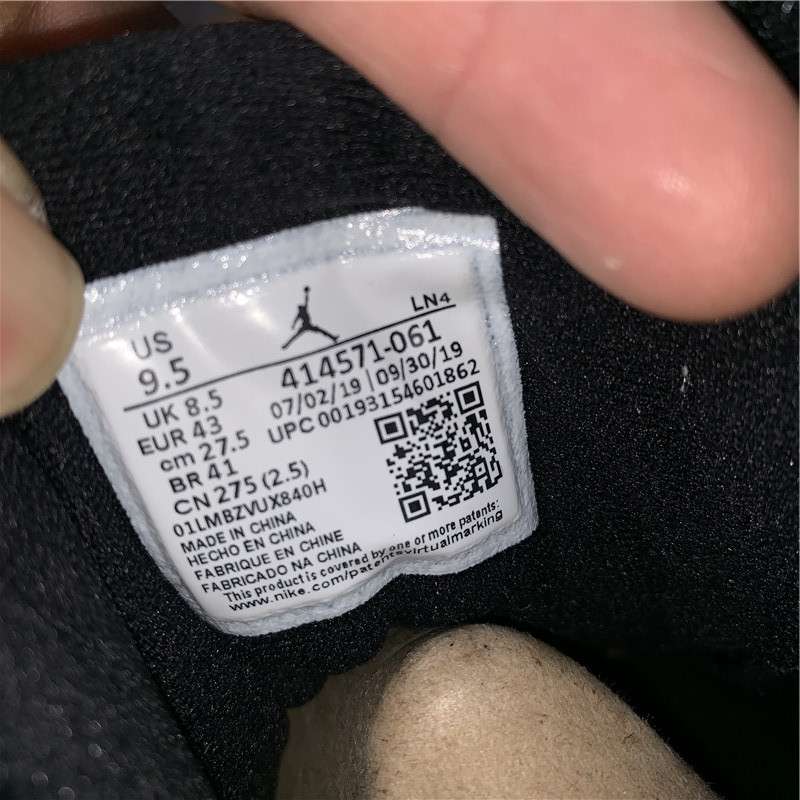 US
9.5
LN4
414571-061
07/02/19 | 09/30/19
UPC 00193154601862
UK 8.5
EUR 43
cm 27.5
BR 41
CN 275 (2.5)
01LMBZVUX840H
MADE IN CHINA
HECHO EN CHINA
FABRIQUE EN CHINE
FABRICADO NA CHINA
This product is covered by one or more patents:
www.nike.com/patentsvirtualmarking